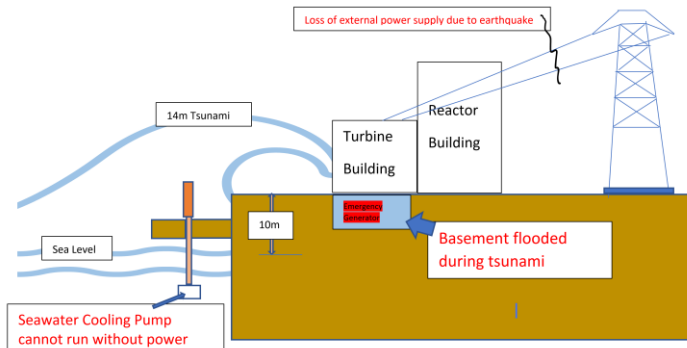 Loss of external power supply due to earthquake
14m Tsunami
Reactor
Building
Turbine
Building
Emergency
Generator
10m
Sea Level
Basement flooded
during tsunami
Seawater Cooling Pump
cannot run without power